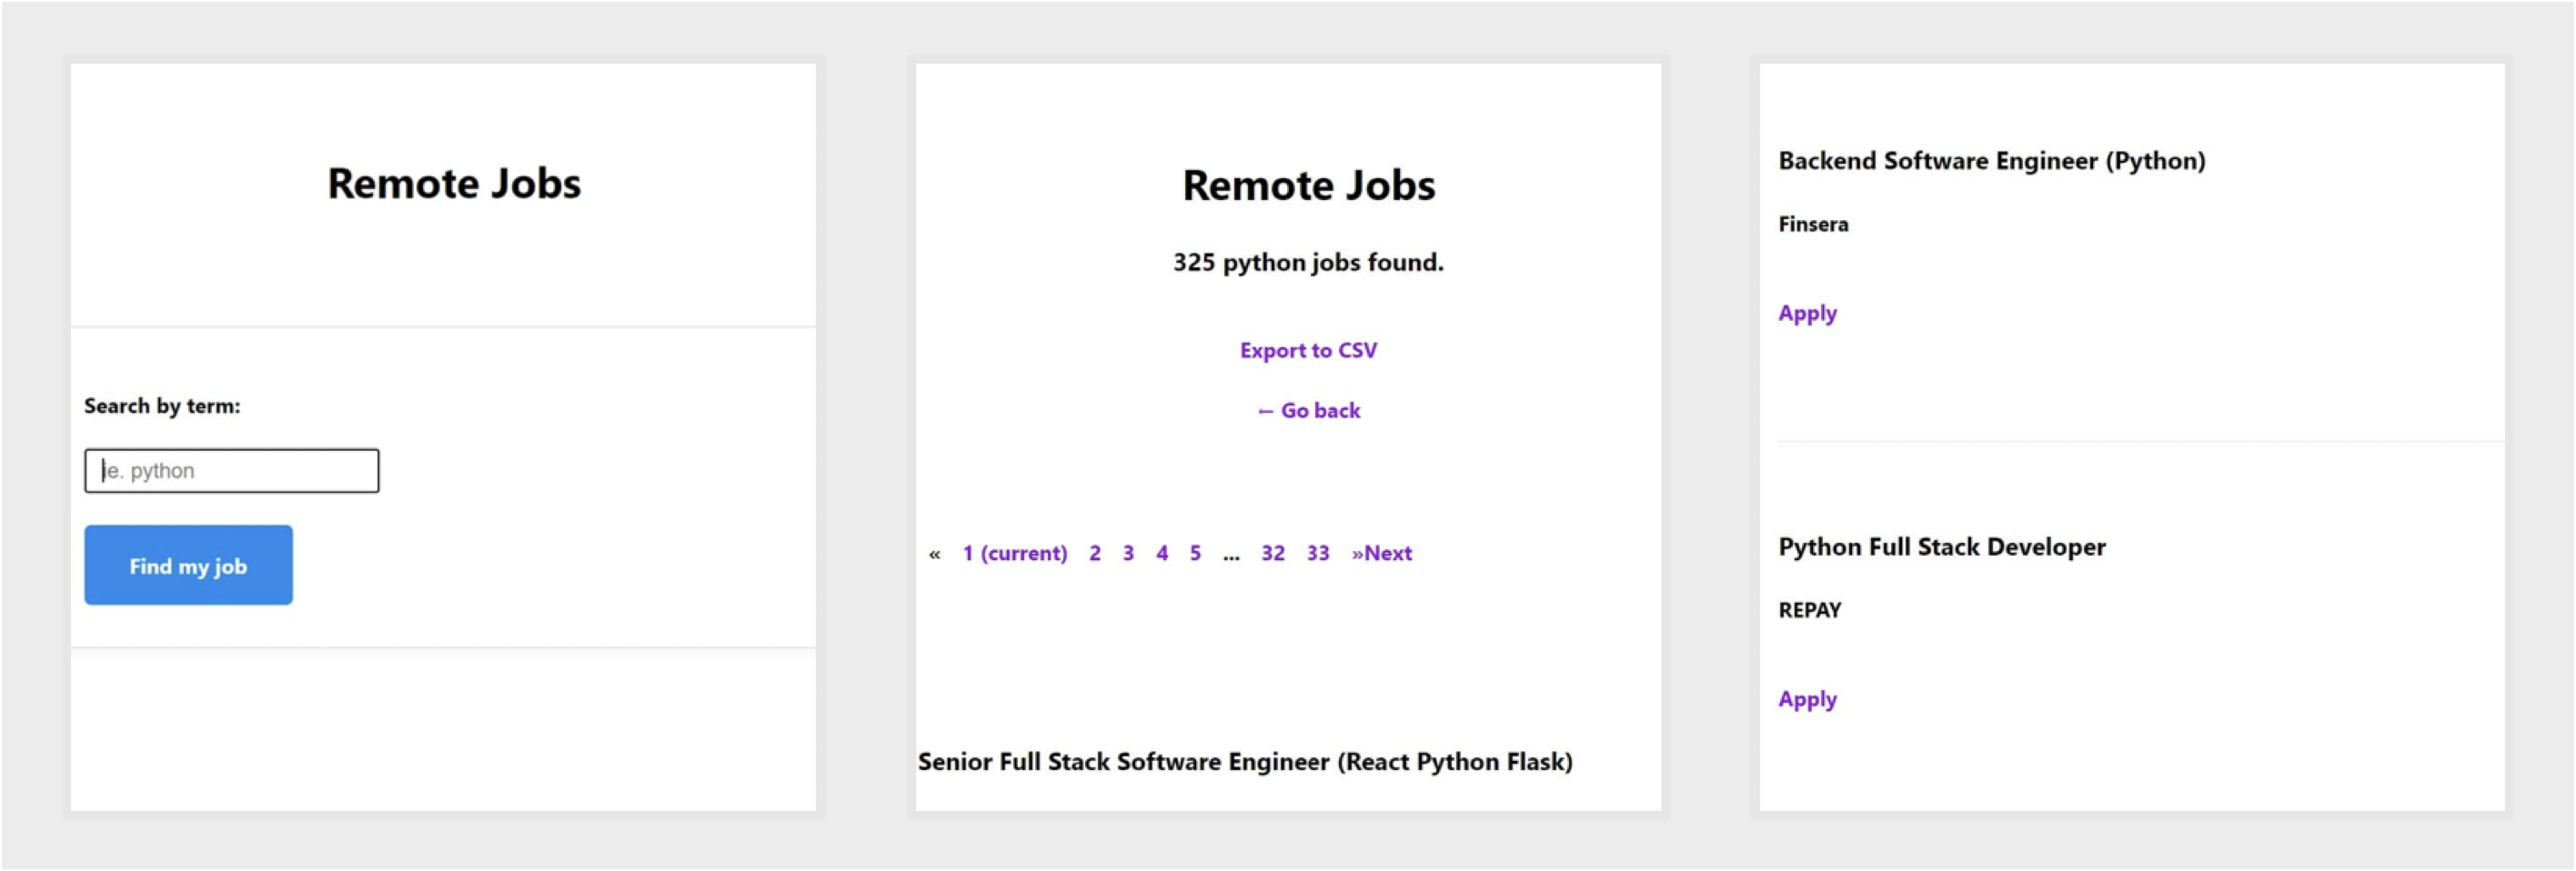 Remote Jobs
Search by term:
ie. python
Find my job
Remote Jobs
325 python jobs found.
Export to CSV
← Go back
« 1 (current) 2 3 4 5 ... 32 33 »Next
Senior Full Stack Software Engineer (React Python Flask)
Backend Software Engineer (Python)
Finsera
Apply
Python Full Stack Developer
REPAY
Apply